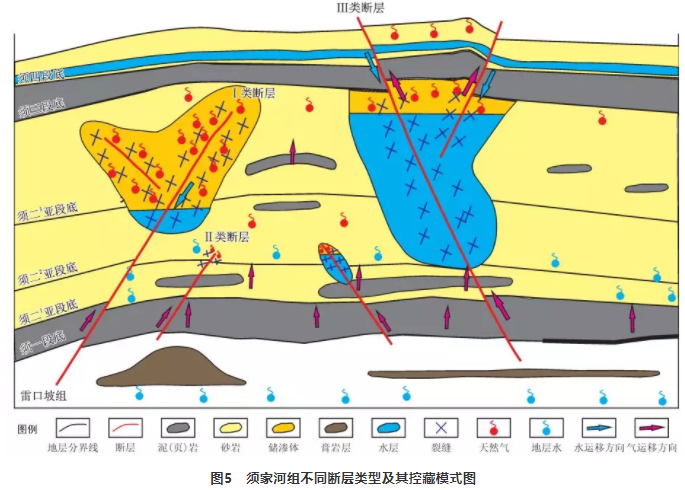 III类断层
须四段底
I类断层
须三段底
须二³亚段底
II类断层
须二²亚段底
须二¹亚段底
须一段底
雷口坡组
图例
地层分界线 断层 泥(页)岩 砂岩 储渗体 膏岩层 水层 裂缝 天然气 地层水 水运移方向 气运移方向
图5 须家河组不同断层类型及其控藏模式图